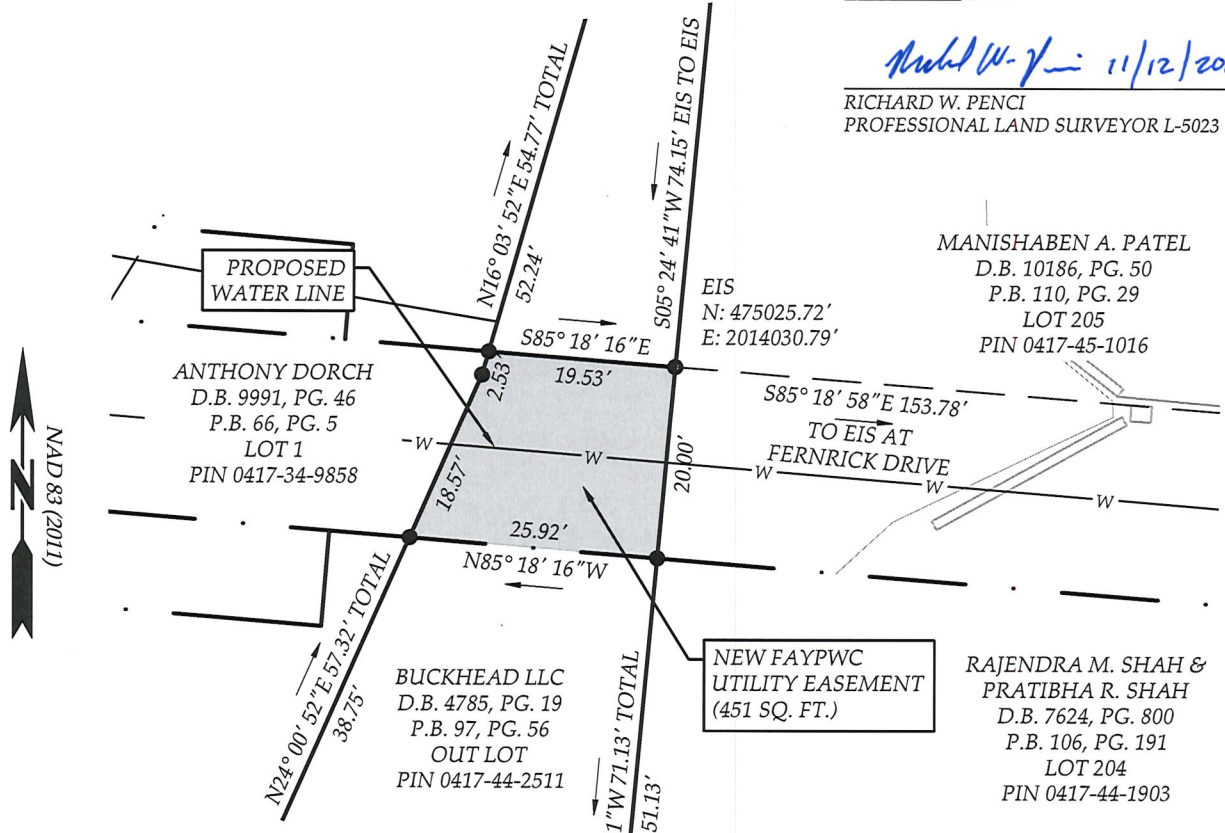 11/12/20
RICHARD W. PENCI
PROFESSIONAL LAND SURVEYOR L-5023
N16° 03' 52"E 54.77' TOTAL
52.24'
S05° 24' 41"W 74.15' EIS TO EIS
PROPOSED
WATER LINE
EIS
N: 475025.72'
E: 2014030.79'
MANISHABEN A. PATEL
D.B. 10186, PG. 50
P.B. 110, PG. 29
LOT 205
PIN 0417-45-1016
S85° 18' 16"E
19.53'
2.53'
ANTHONY DORCH
D.B. 9991, PG. 46
P.B. 66, PG. 5
LOT 1
PIN 0417-34-9858
S85° 18' 58"E 153.78'
TO EIS AT
FERNRICK DRIVE
W
W
W
W
W
18.57'
20.00'
25.92'
N85° 18' 16"W
N
NAD 83 (2011)
N24° 00' 52"E 57.32' TOTAL
38.75'
BUCKHEAD LLC
D.B. 4785, PG. 19
P.B. 97, PG. 56
OUT LOT
PIN 0417-44-2511
1"W 71.13' TOTAL
51.13'
NEW FAYPWC
UTILITY EASEMENT
(451 SQ. FT.)
RAJENDRA M. SHAH &
PRATIBHA R. SHAH
D.B. 7624, PG. 800
P.B. 106, PG. 191
LOT 204
PIN 0417-44-1903